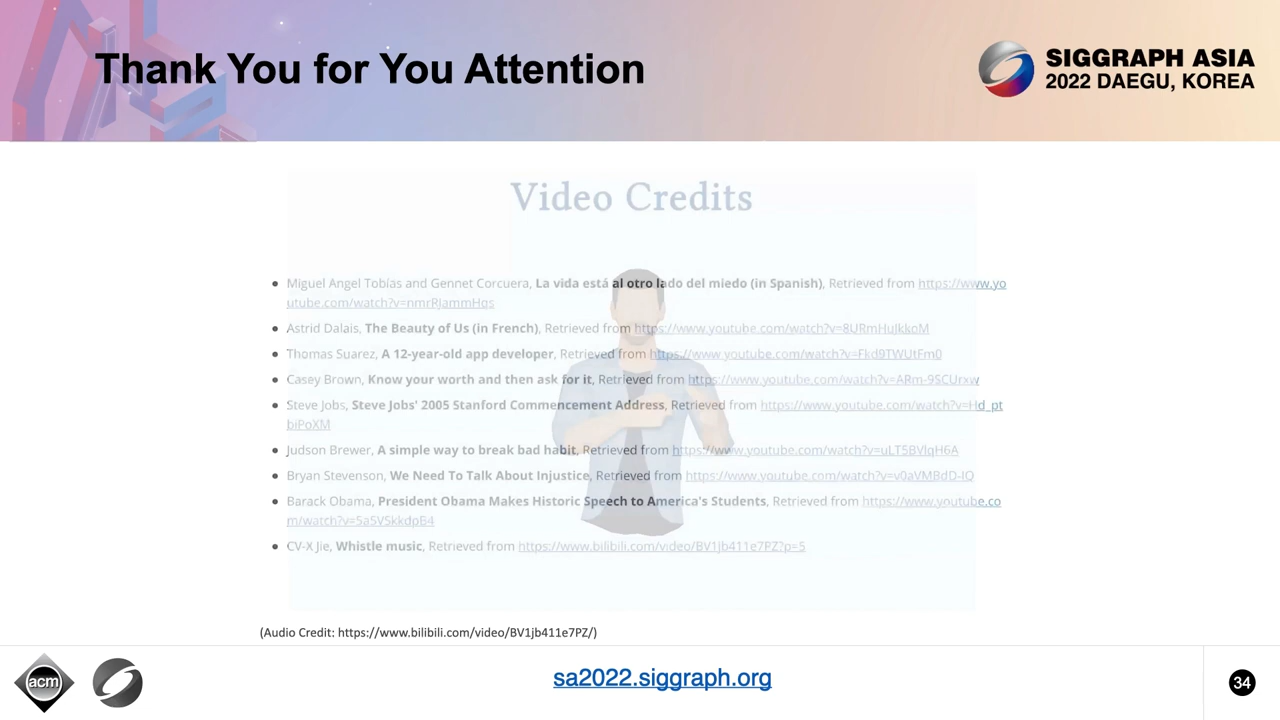 Thank You for You Attention
SIGGRAPH ASIA
2022 DAEGU, KOREA
Video Credits
● Miguel Angel Tobías and Gennet Corcuera, La vida está al otro lado del miedo (in Spanish), Retrieved from https://www.yo
utube.com/watch?v=nmrRJammHqs
● Astrid Dalais, The Beauty of Us (in French), Retrieved from https://www.youtube.com/watch?v=8URmHulkkoM
● Thomas Suarez, A 12-year-old app developer, Retrieved from https://www.youtube.com/watch?v=Fkd9TWUtFm0
● Casey Brown, Know your worth and then ask for it, Retrieved from https://www.youtube.com/watch?v=ARm-9SCUrxw
● Steve Jobs, Steve Jobs' 2005 Stanford Commencement Address, Retrieved from https://www.youtube.com/watch?v=Hd_pt
biPoXM
● Judson Brewer, A simple way to break bad habit, Retrieved from https://www.youtube.com/watch?v=uLT5BVlqH6A
● Bryan Stevenson, We Need To Talk About Injustice, Retrieved from https://www.youtube.com/watch?v=v0aVMBdD-IQ
● Barack Obama, President Obama Makes Historic Speech to America's Students, Retrieved from https://www.youtube.co
m/watch?v=5a5VSkkdpB4
● CV-X Jie, Whistle music, Retrieved from https://www.bilibili.com/video/BV1jb411e7PZ?p=5
(Audio Credit: https://www.bilibili.com/video/BV1jb411e7PZ/)
acm
sa2022.siggraph.org
34